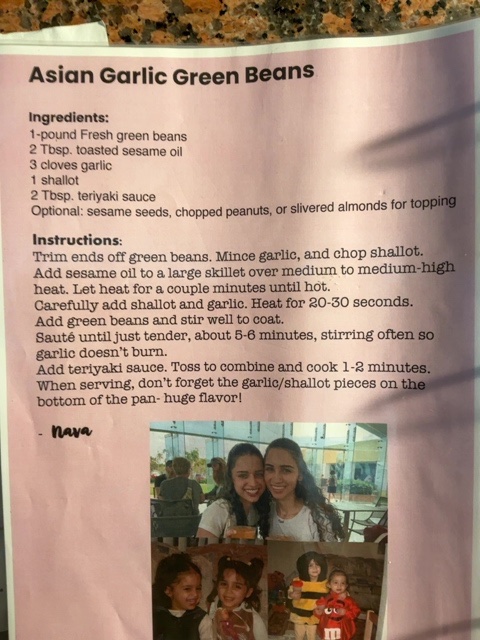 Asian Garlic Green Beans
Ingredients:
1-pound Fresh green beans
2 Tbsp. toasted sesame oil
3 cloves garlic
1 shallot
2 Tbsp. teriyaki sauce
Optional: sesame seeds, chopped peanuts, or slivered almonds for topping
Instructions:
Trim ends off green beans. Mince garlic, and chop shallot.
Add sesame oil to a large skillet over medium to medium-high
heat. Let heat for a couple minutes until hot.
Carefully add shallot and garlic. Heat for 20-30 seconds.
Add green beans and stir well to coat.
Sauté until just tender, about 5-6 minutes, stirring often so
garlic doesn't burn.
Add teriyaki sauce. Toss to combine and cook 1-2 minutes.
When serving, don't forget the garlic/shallot pieces on the
bottom of the pan- huge flavor!
- Nava
m